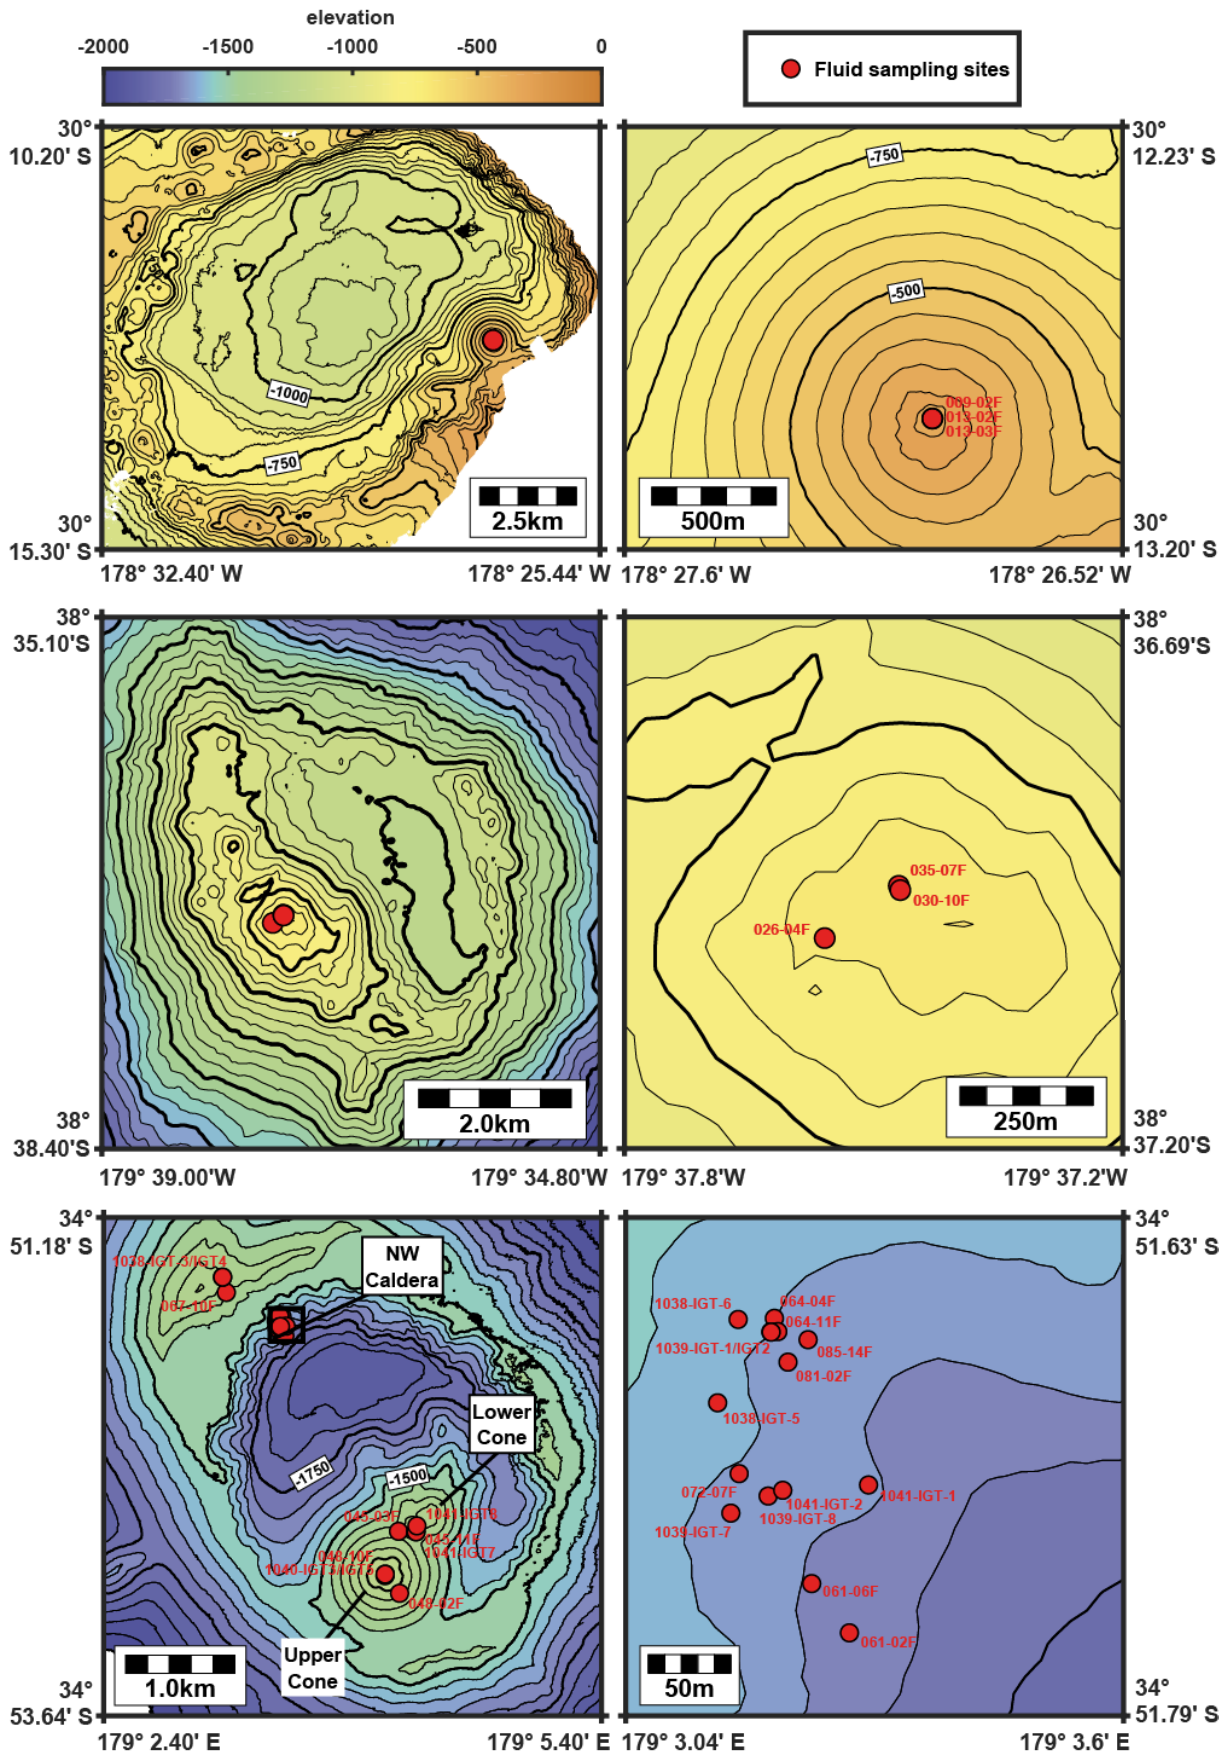 elevation
-2000 -1500 -1000 -500 0
Fluid sampling sites
30°
10.20' S
-1000
-750
2.5km
30°
15.30' S
178° 32.40' W
178° 25.44' W
30°
12.23' S
-750
-500
009-02F
013-02F
013-03F
500m
30°
13.20' S
178° 27.6' W
178° 26.52' W
38°
35.10'S
2.0km
38°
38.40'S
179° 39.00'W
179° 34.80'W
38°
36.69'S
035-07F
030-10F
026-04F
250m
38°
37.20'S
179° 37.8'W
179° 37.2'W
34°
51.18' S
1038-IGT-3/IGT4
067-10F
NW
Caldera
Lower
Cone
-1750
-1500
045-03F
1041-IGT8
045-11F
1041-IGT7
048-10F
1040-IGT3/IGT5
048-02F
Upper
Cone
1.0km
34°
53.64' S
179° 2.40' E
179° 5.40' E
34°
51.63' S
1038-IGT-6
064-04F
064-11F
1039-IGT-1/IGT2
085-14F
081-02F
1038-IGT-5
072-07F
1041-IGT-2
1041-IGT-1
1039-IGT-8
1039-IGT-7
061-06F
061-02F
50m
34°
51.79' S
179° 3.04' E
179° 3.6' E